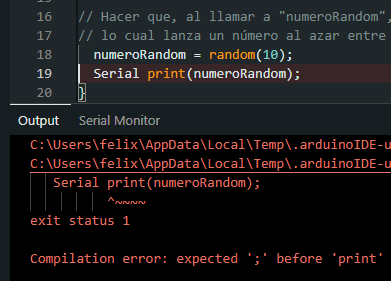 16 // Hacer que, al llamar a "numeroRandom",
17 // lo cual lanza un número al azar entre
18 numeroRandom = random(10);
19 Serial print(numeroRandom);
20 }
Output Serial Monitor
C:\Users\felix\AppData\Local\Temp\.arduinoIDE-u
C:\Users\felix\AppData\Local\Temp\.arduinoIDE-u
Serial print(numeroRandom);
^~~~~
exit status 1
Compilation error: expected ';' before 'print'